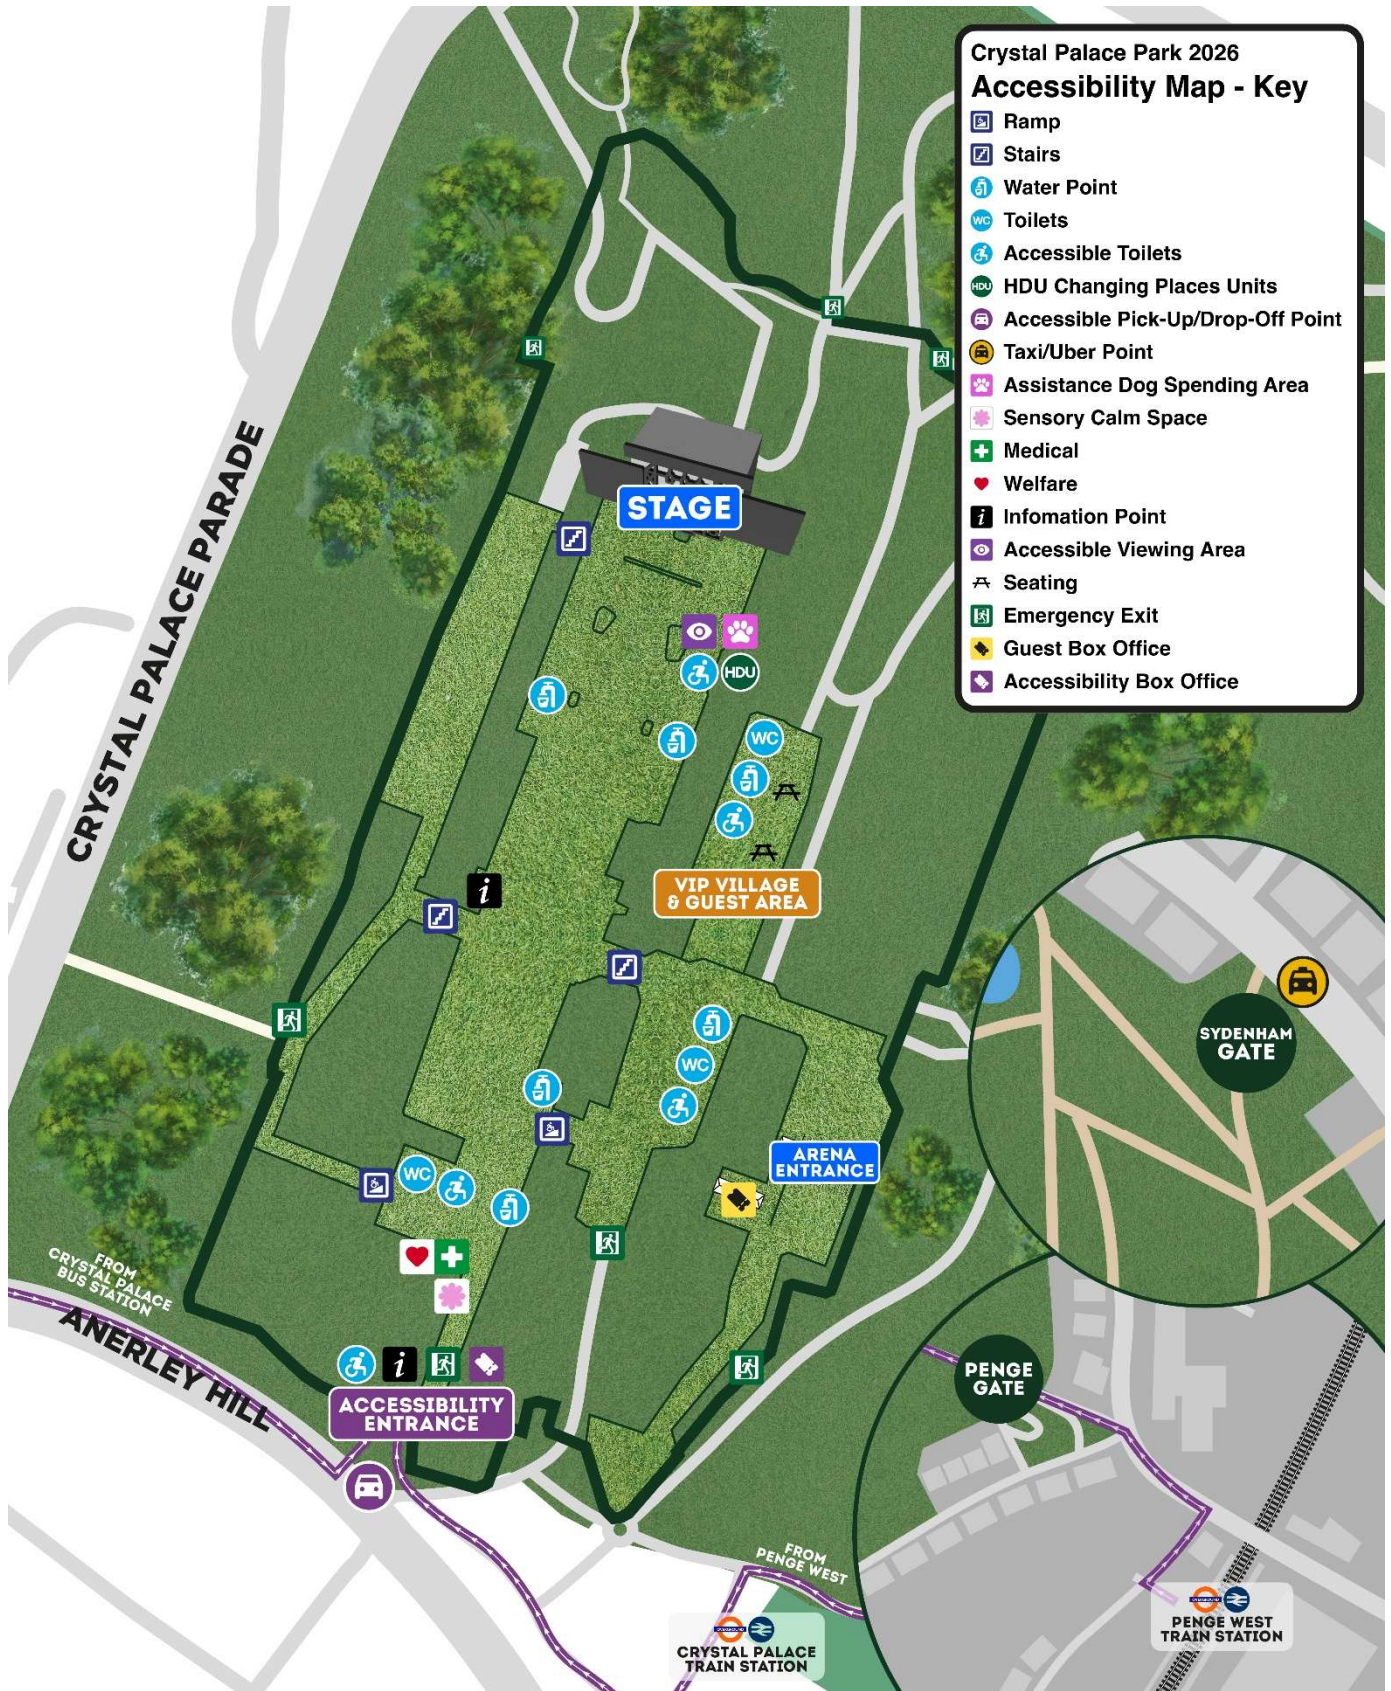 Crystal Palace Park 2026
Accessibility Map - Key
Ramp
Stairs
Water Point
WC Toilets
Accessible Toilets
HDU HDU Changing Places Units
Accessible Pick-Up/Drop-Off Point
Taxi/Uber Point
Assistance Dog Spending Area
Sensory Calm Space
Medical
Welfare
i Infomation Point
Accessible Viewing Area
Seating
Emergency Exit
Guest Box Office
Accessibility Box Office
CRYSTAL PALACE PARADE
STAGE
HDU
WC
i
VIP VILLAGE
& GUEST AREA
SYDENHAM
GATE
WC
ARENA
ENTRANCE
WC
FROM
CRYSTAL PALACE
BUS STATION
ANERLEY HILL
i
ACCESSIBILITY
ENTRANCE
PENGE
GATE
FROM
PENGE WEST
OVERGROUND
CRYSTAL PALACE
TRAIN STATION
OVERGROUND
PENGE WEST
TRAIN STATION